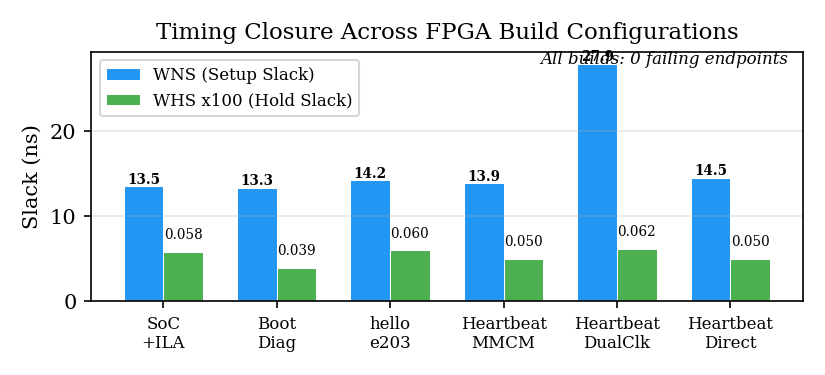 Timing Closure Across FPGA Build Configurations
All builds: 0 failing endpoints
WNS (Setup Slack)
WHS x100 (Hold Slack)
Slack (ns)
20
10
0
13.5
0.058
13.3
0.039
14.2
0.060
13.9
0.050
27.9
0.062
14.5
0.050
SoC
+ILA
Boot
Diag
hello
e203
Heartbeat
MMCM
Heartbeat
DualClk
Heartbeat
Direct